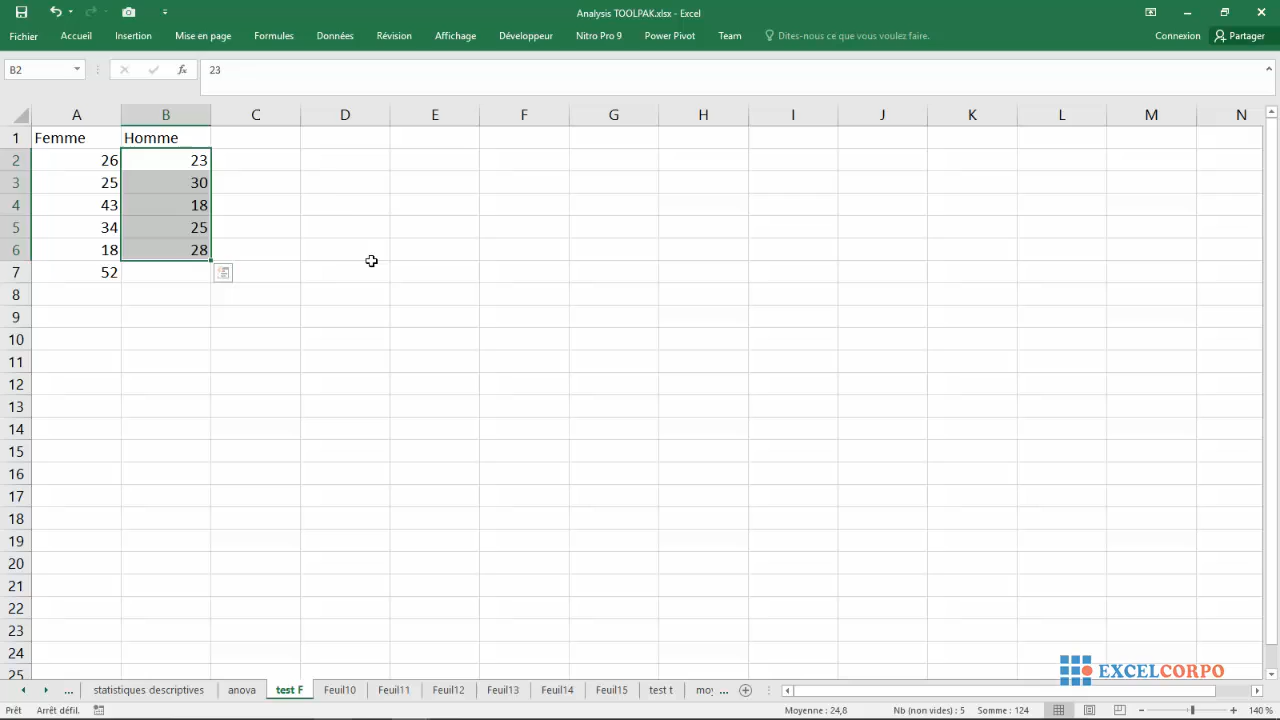 Analysis TOOLPAK.xlsx - Excel
Fichier Accueil Insertion Mise en page Formules Données Révision Affichage Développeur Nitro Pro 9 Power Pivot Team Dites-nous ce que vous voulez faire. Connexion Partager
B2 fx 23
A B C D E F G H I J K L M N
1 Femme Homme
2 26 23
3 25 30
4 43 18
5 34 25
6 18 28
7 52
8
9
10
11
12
13
14
15
16
17
18
19
20
21
22
23
24
25
EXCELCORPO
... statistiques descriptives anova test F Feuil10 Feuil11 Feuil12 Feuil13 Feuil14 Feuil15 test t moy ...
Prêt Arrêt défil. Moyenne : 24,8 Nb (non vides) : 5 Somme : 124 140 %